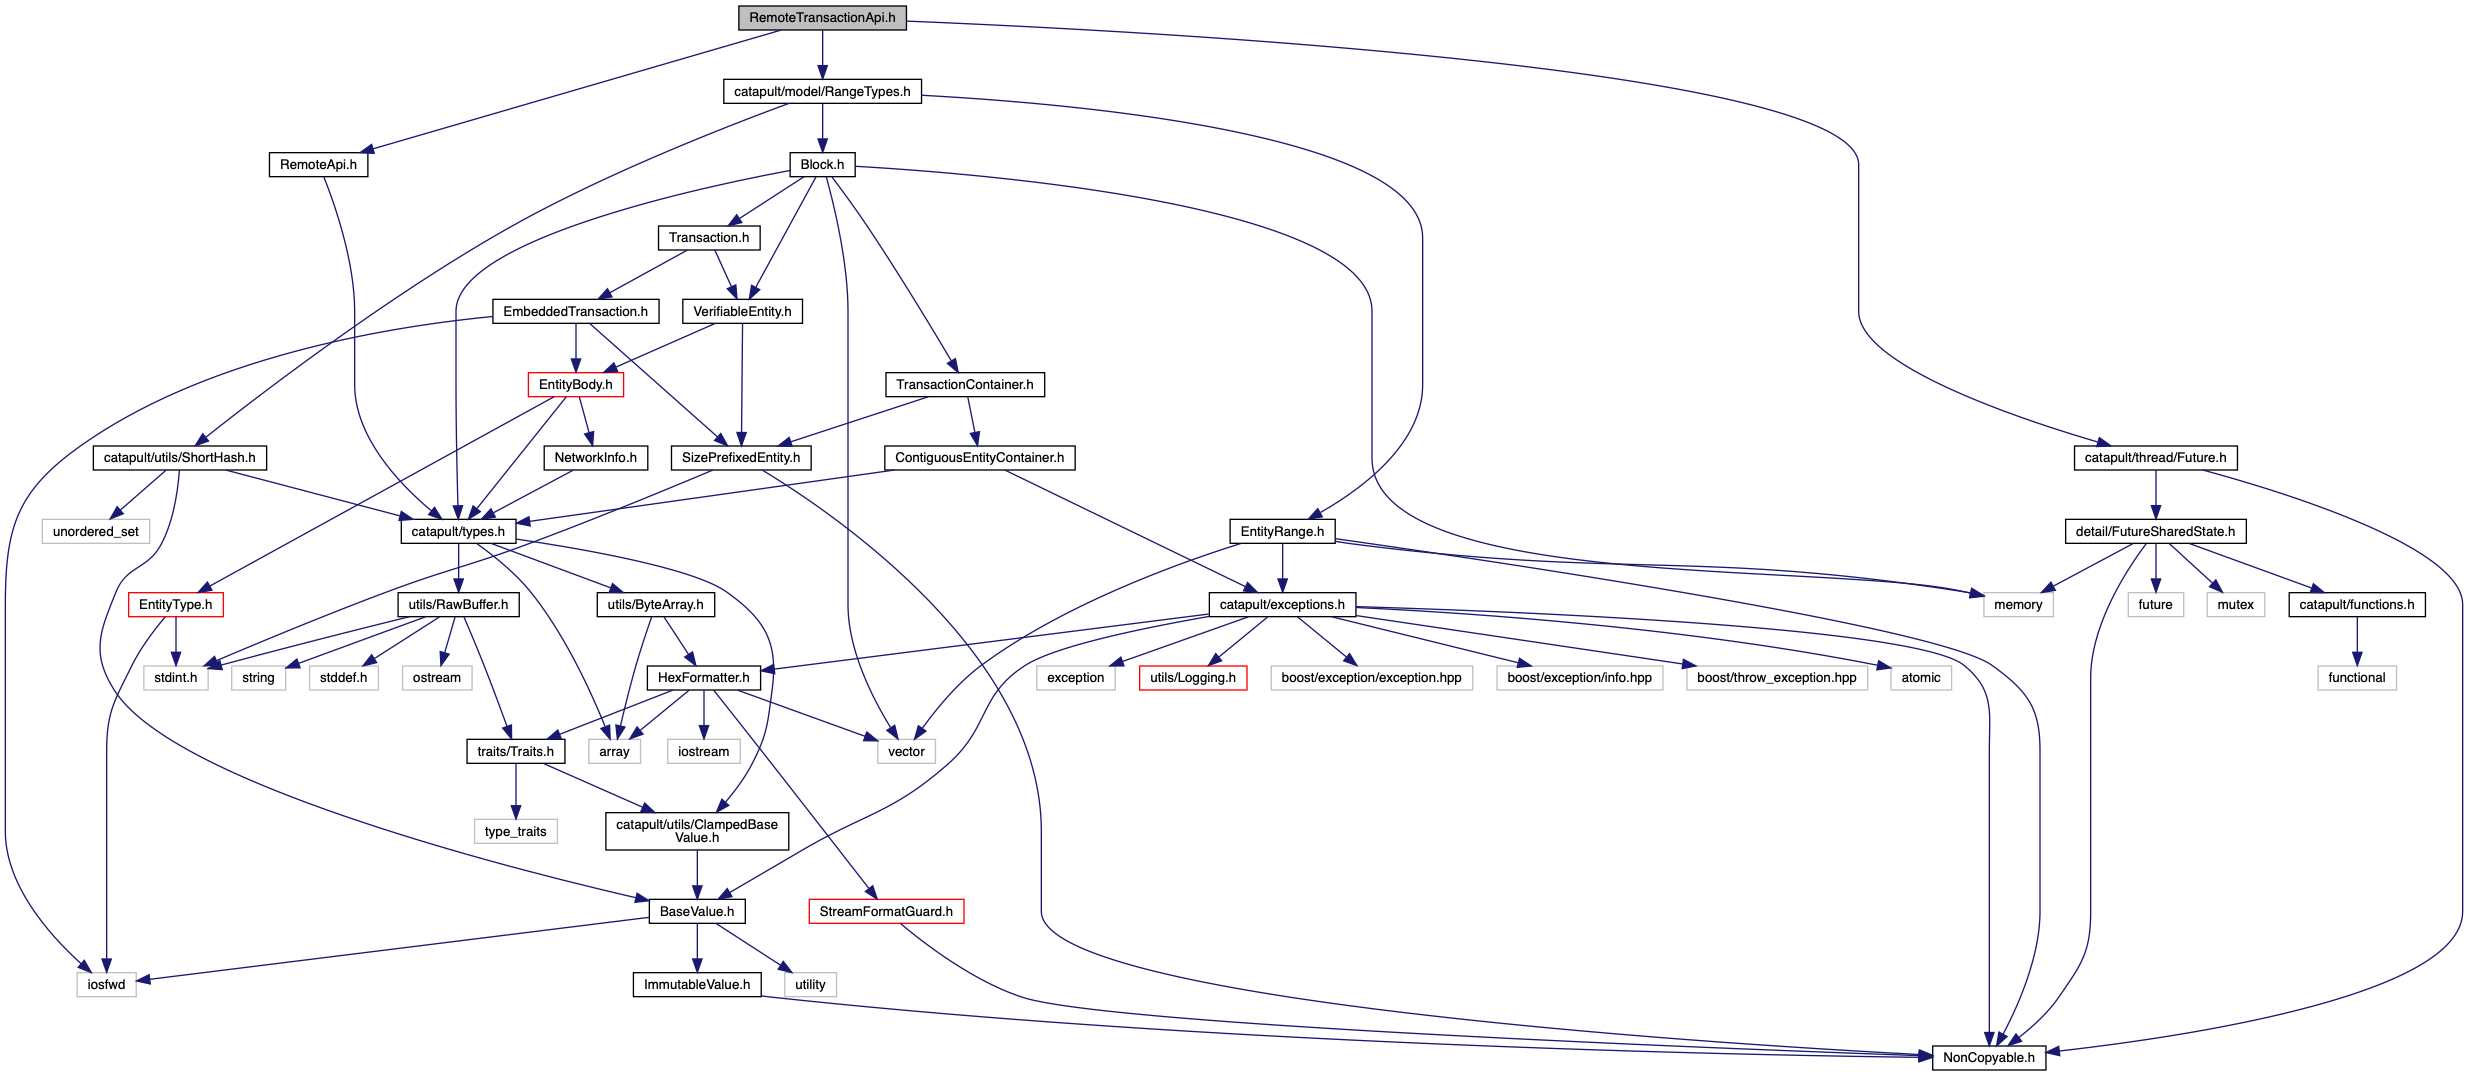 RemoteTransactionApi.h
catapult/model/RangeTypes.h
RemoteApi.h
Block.h
Transaction.h
EmbeddedTransaction.h
VerifiableEntity.h
EntityBody.h
TransactionContainer.h
catapult/utils/ShortHash.h
NetworkInfo.h
SizePrefixedEntity.h
ContiguousEntityContainer.h
catapult/thread/Future.h
unordered_set
catapult/types.h
EntityRange.h
detail/FutureSharedState.h
EntityType.h
utils/RawBuffer.h
utils/ByteArray.h
catapult/exceptions.h
memory
future
mutex
catapult/functions.h
stdint.h
string
stddef.h
ostream
HexFormatter.h
exception
utils/Logging.h
boost/exception/exception.hpp
boost/exception/info.hpp
boost/throw_exception.hpp
atomic
functional
traits/Traits.h
array
iostream
vector
type_traits
catapult/utils/ClampedBase
Value.h
BaseValue.h
StreamFormatGuard.h
iosfwd
ImmutableValue.h
utility
NonCopyable.h